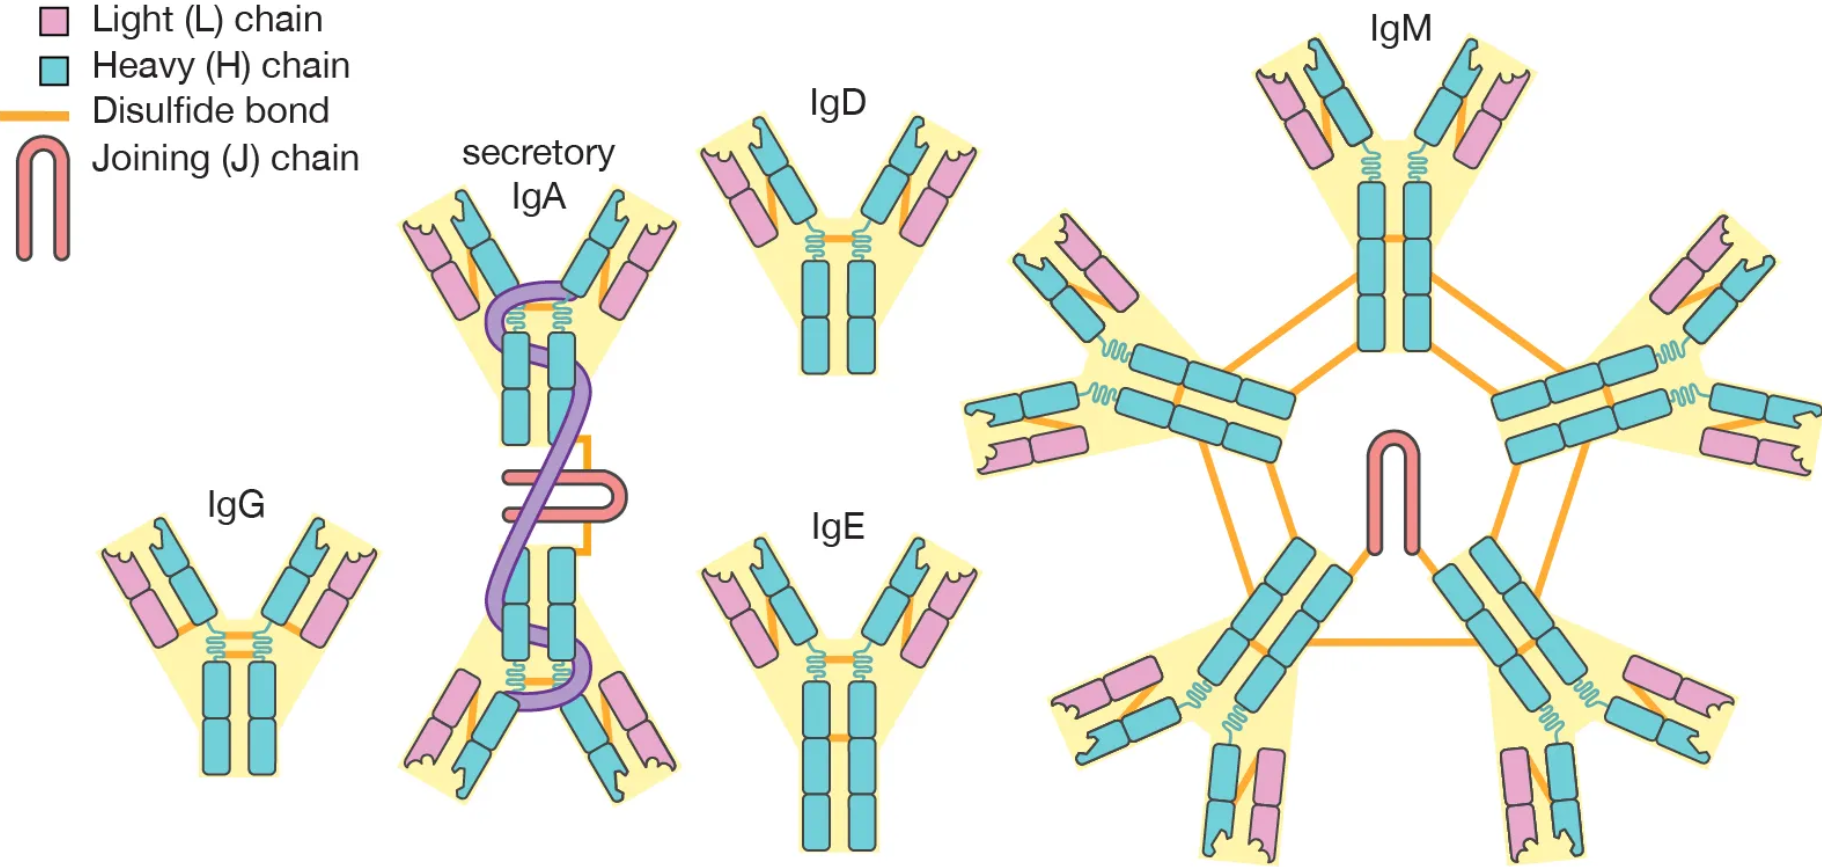 Light (L) chain
Heavy (H) chain
Disulfide bond
Joining (J) chain
secretory
IgA
IgD
IgM
IgG
IgE